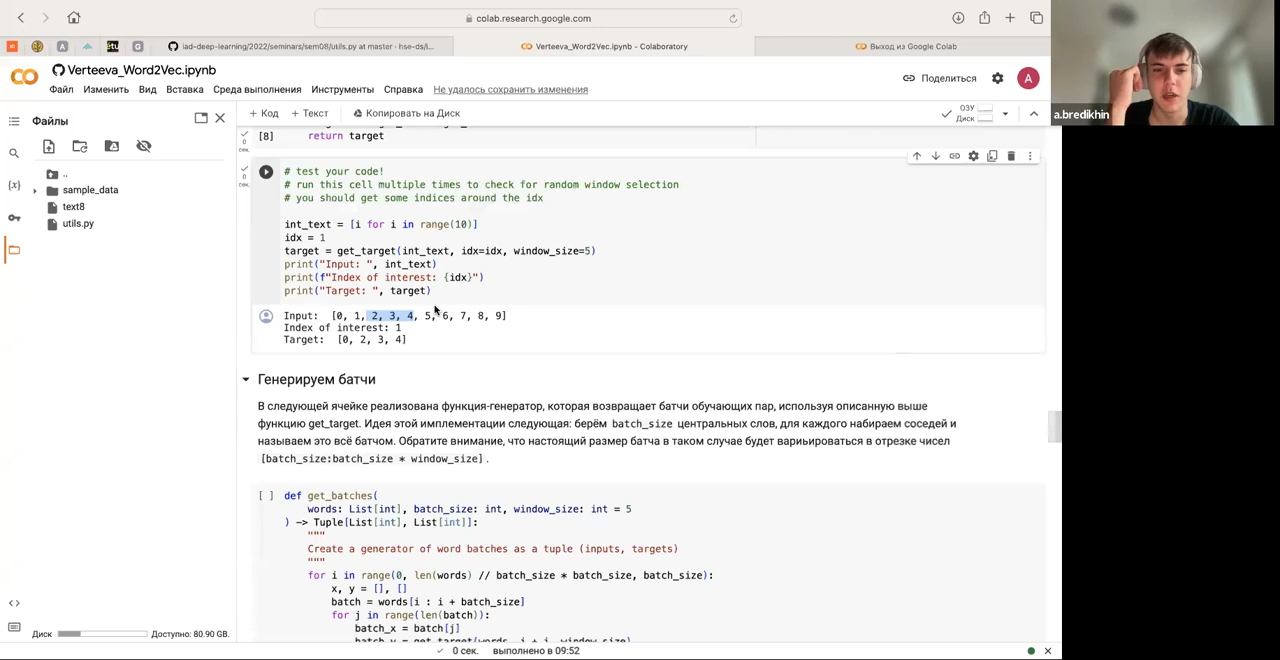 colab.research.google.com
iad-deep-learning/2022/seminars/sem08/utils.py at master · hse-ds/i...
Verteeva_Word2Vec.ipynb - Colaboratory
Выход из Google Colab
Verteeva_Word2Vec.ipynb
Файл Изменить Вид Вставка Среда выполнения Инструменты Справка Не удалось сохранить изменения
Поделиться
A
a.bredikhin
Файлы
+ Код + Текст Копировать на Диск
ОЗУ
Диск
..
sample_data
text8
utils.py
[8] return target
0
сек.
0
сек.
# test your code!
# run this cell multiple times to check for random window selection
# you should get some indices around the idx
int_text = [i for i in range(10)]
idx = 1
target = get_target(int_text, idx=idx, window_size=5)
print("Input: ", int_text)
print(f"Index of interest: {idx}")
print("Target: ", target)
Input: [0, 1, 2, 3, 4, 5, 6, 7, 8, 9]
Index of interest: 1
Target: [0, 2, 3, 4]
Генерируем батчи
В следующей ячейке реализована функция-генератор, которая возвращает батчи обучающих пар, используя описанную выше
функцию get_target. Идея этой имплементации следующая: берём batch_size центральных слов, для каждого набираем соседей и
называем это всё батчом. Обратите внимание, что настоящий размер батча в таком случае будет вариьироваться в отрезке чисел
[batch_size:batch_size * window_size].
[ ] def get_batches(
words: List[int], batch_size: int, window_size: int = 5
) -> Tuple[List[int], List[int]]:
"""
Create a generator of word batches as a tuple (inputs, targets)
"""
for i in range(0, len(words) // batch_size * batch_size, batch_size):
x, y = [], []
batch = words[i : i + batch_size]
for j in range(len(batch)):
batch_x = batch[j]
Диск Доступно: 80.90 GB.
0 сек. выполнено в 09:52